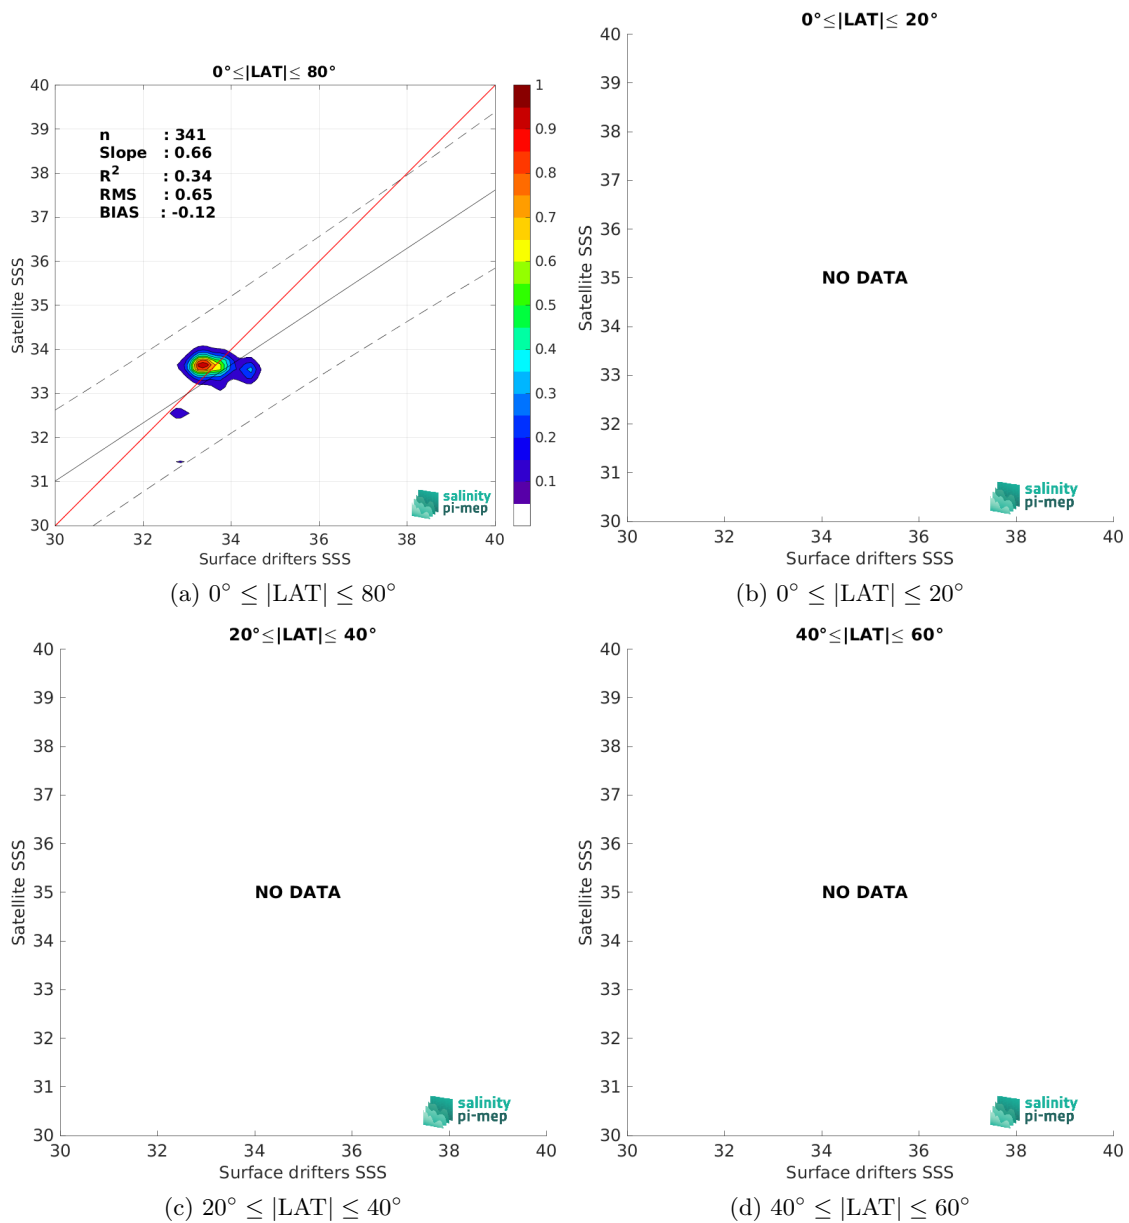 0°≤|LAT|≤ 80°
40
39
38
37
36
35
34
33
32
31
30
Satellite SSS
n : 341
Slope : 0.66
R² : 0.34
RMS : 0.65
BIAS : -0.12
1
0.9
0.8
0.7
0.6
0.5
0.4
0.3
0.2
0.1
salinity
pi-mep
30 32 34 36 38 40
Surface drifters SSS
(a) 0° ≤ |LAT| ≤ 80°
0°≤|LAT|≤ 20°
40
39
38
37
36
35
34
33
32
31
30
Satellite SSS
NO DATA
salinity
pi-mep
30 32 34 36 38 40
Surface drifters SSS
(b) 0° ≤ |LAT| ≤ 20°
20°≤|LAT|≤ 40°
40
39
38
37
36
35
34
33
32
31
30
Satellite SSS
NO DATA
salinity
pi-mep
30 32 34 36 38 40
Surface drifters SSS
(c) 20° ≤ |LAT| ≤ 40°
40°≤|LAT|≤ 60°
40
39
38
37
36
35
34
33
32
31
30
Satellite SSS
NO DATA
salinity
pi-mep
30 32 34 36 38 40
Surface drifters SSS
(d) 40° ≤ |LAT| ≤ 60°